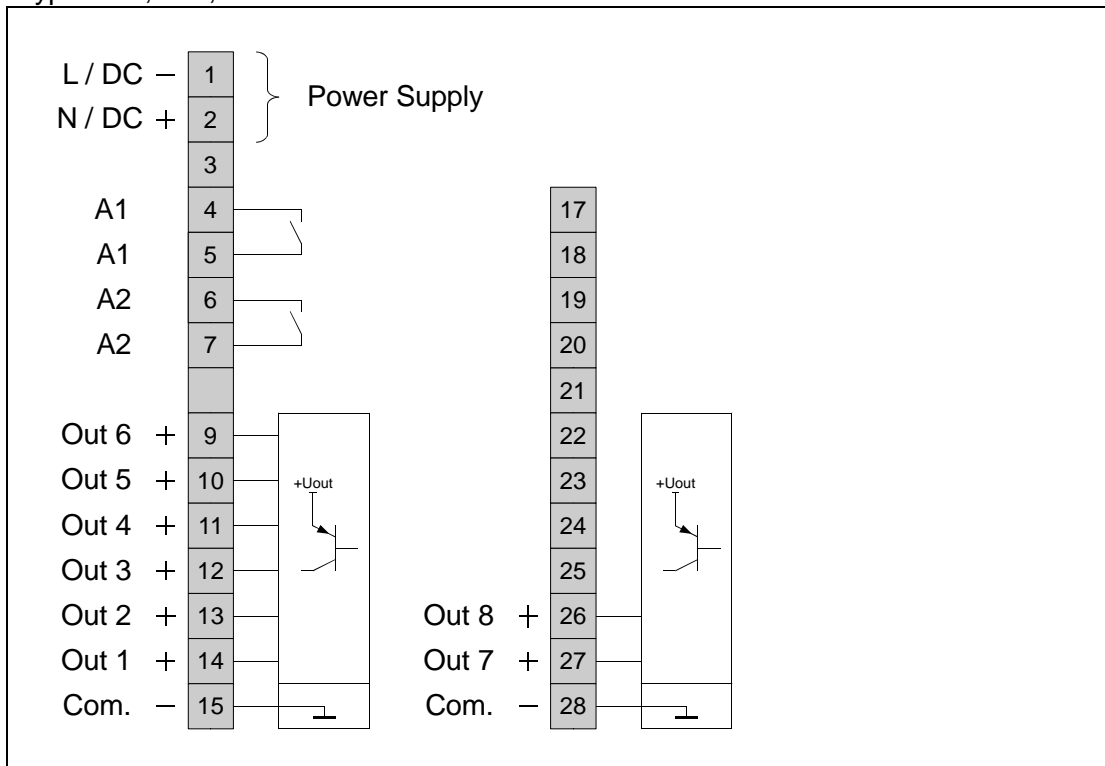 L / DC − 1
N / DC + 2
Power Supply
3
A1 4
A1 5
A2 6
A2 7
Out 6 + 9
Out 5 + 10
Out 4 + 11
Out 3 + 12
Out 2 + 13
Out 1 + 14
Com. − 15
+Uout
17
18
19
20
21
22
23
24
25
Out 8 + 26
Out 7 + 27
Com. − 28
+Uout